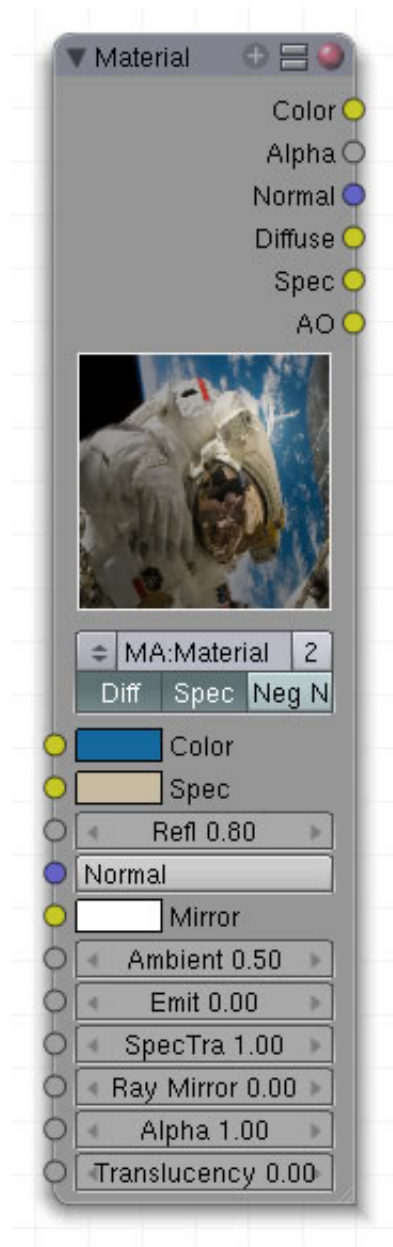 Material
Color
Alpha
Normal
Diffuse
Spec
AO
MA:Material 2
Diff Spec Neg N
Color
Spec
Refl 0.80
Normal
Mirror
Ambient 0.50
Emit 0.00
SpecTra 1.00
Ray Mirror 0.00
Alpha 1.00
Translucency 0.00